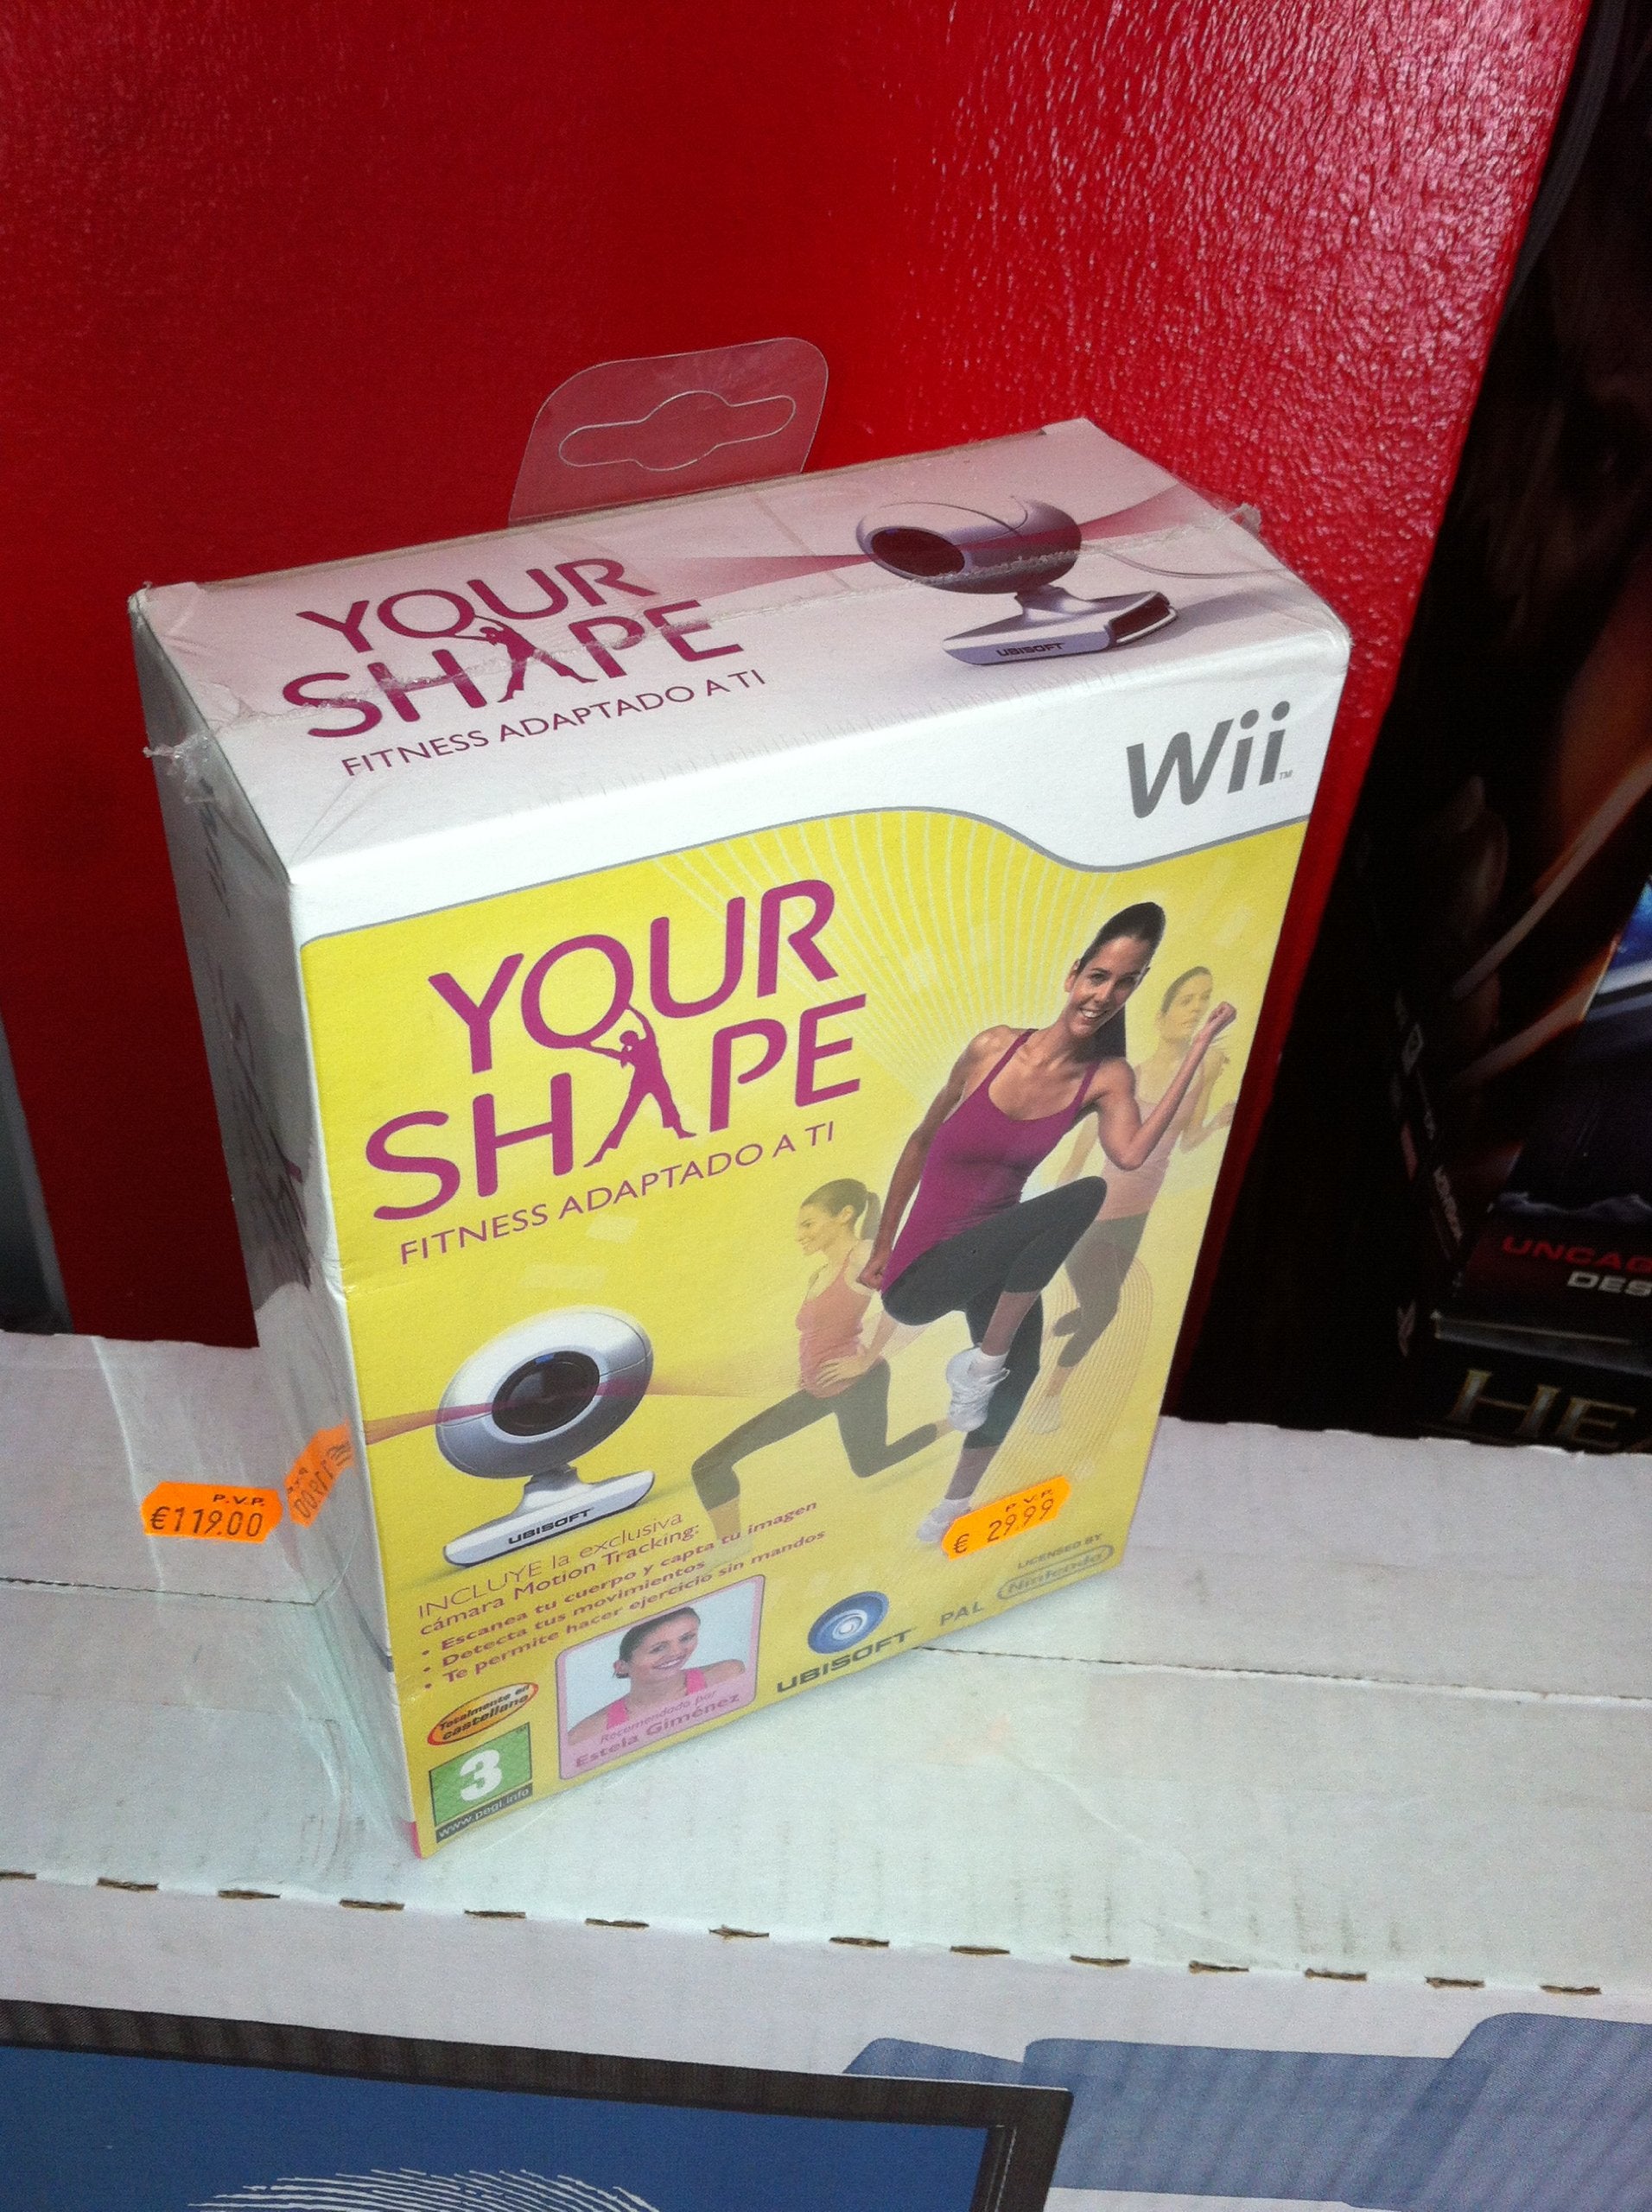 YOUR
SHAPE
FITNESS ADAPTADO A TI
UBISOFT
Wii™
YOUR
SHAPE
FITNESS ADAPTADO A TI
UBISOFT
P.V.P.
€119.00
P.V.P.
€ 29.99
INCLUYE la exclusiva
cámara Motion Tracking:
• Escanea tu cuerpo y capta tu imagen
• Detecta tus movimientos
• Te permite hacer ejercicio sin mandos
Totalmente en
castellano
3
www.pegi.info
Recomendado por
Estela Giménez
UBISOFT
PAL
LICENSED BY
Nintendo
UNCAG
DES
HE